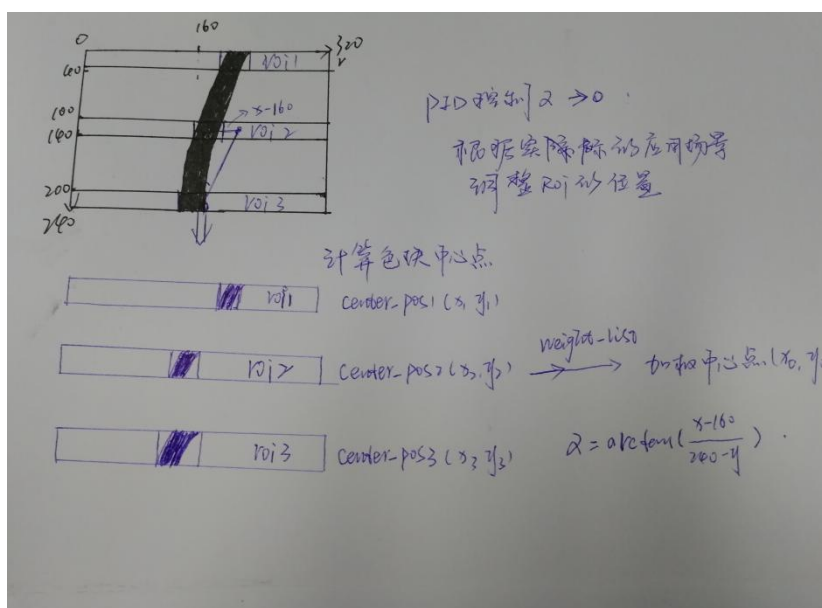 0 160 320
40 roi1
100 x-160
140 roi2
200 roi3
240
PID控制 α → 0.
根据实际际的应用场景
调整Roi的位置
计算色块中心点
roi1 center-pos1 (x1 y1)
roi2 center-pos2 (x2, y2) weight-list 加权中心点(x0, y
roi3 center-pos3 (x3 y3) α = arctan( x-160 / 240-y ) .